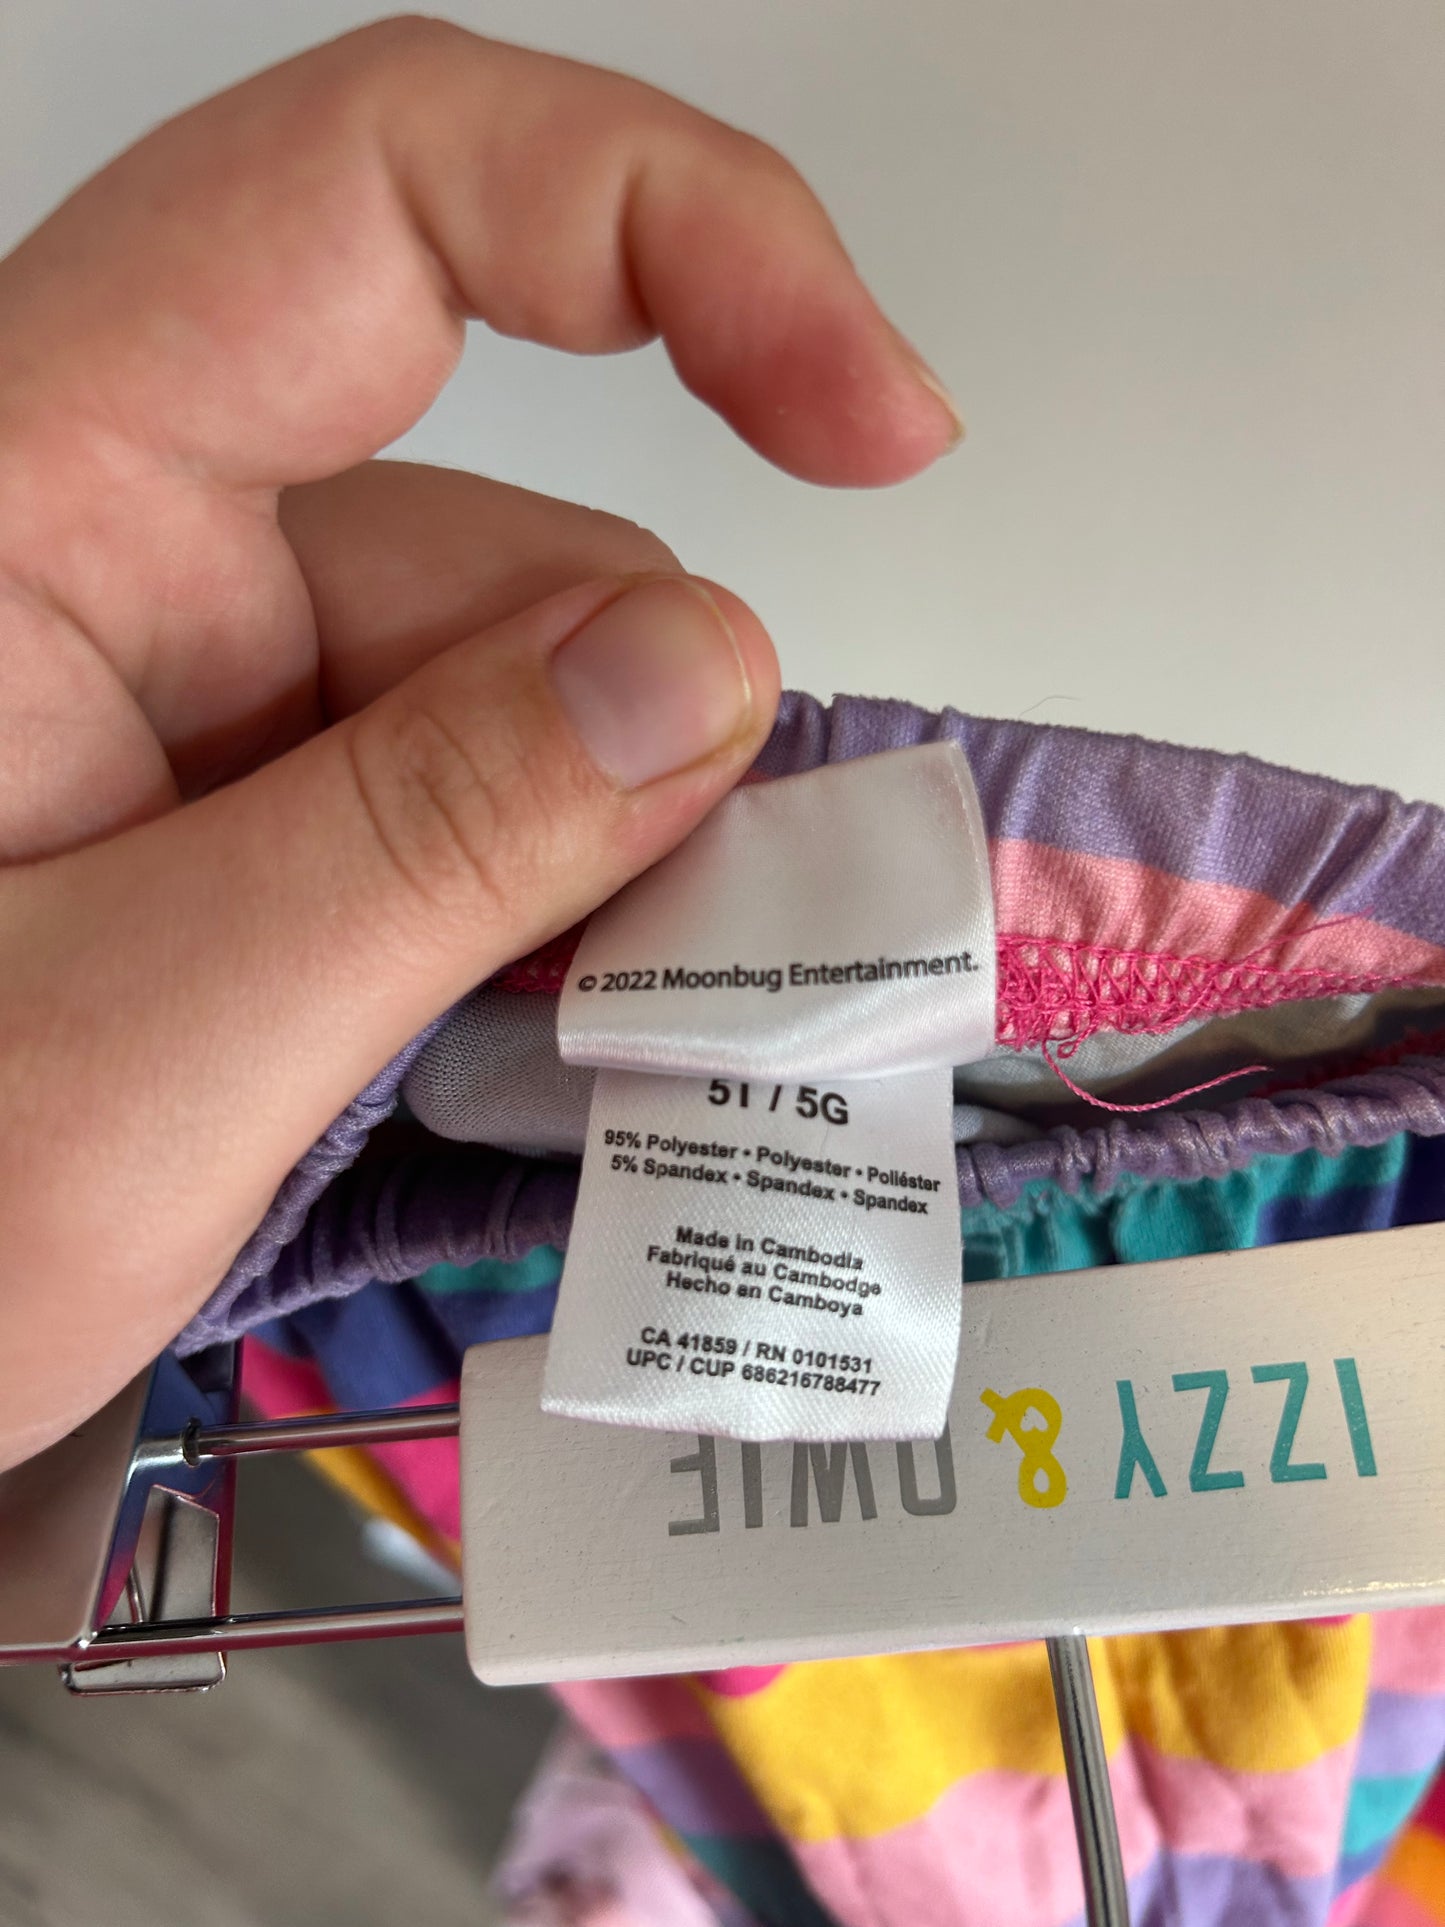 © 2022 Moonbug Entertainment.
5T / 5G
95% Polyester • Polyester • Poliéster
5% Spandex • Spandex • Spandex
Made in Cambodia
Fabriqué au Cambodge
Hecho en Camboya
CA 41859 / RN 0101531
UPC / CUP 686216788477
IZZY & OWIE